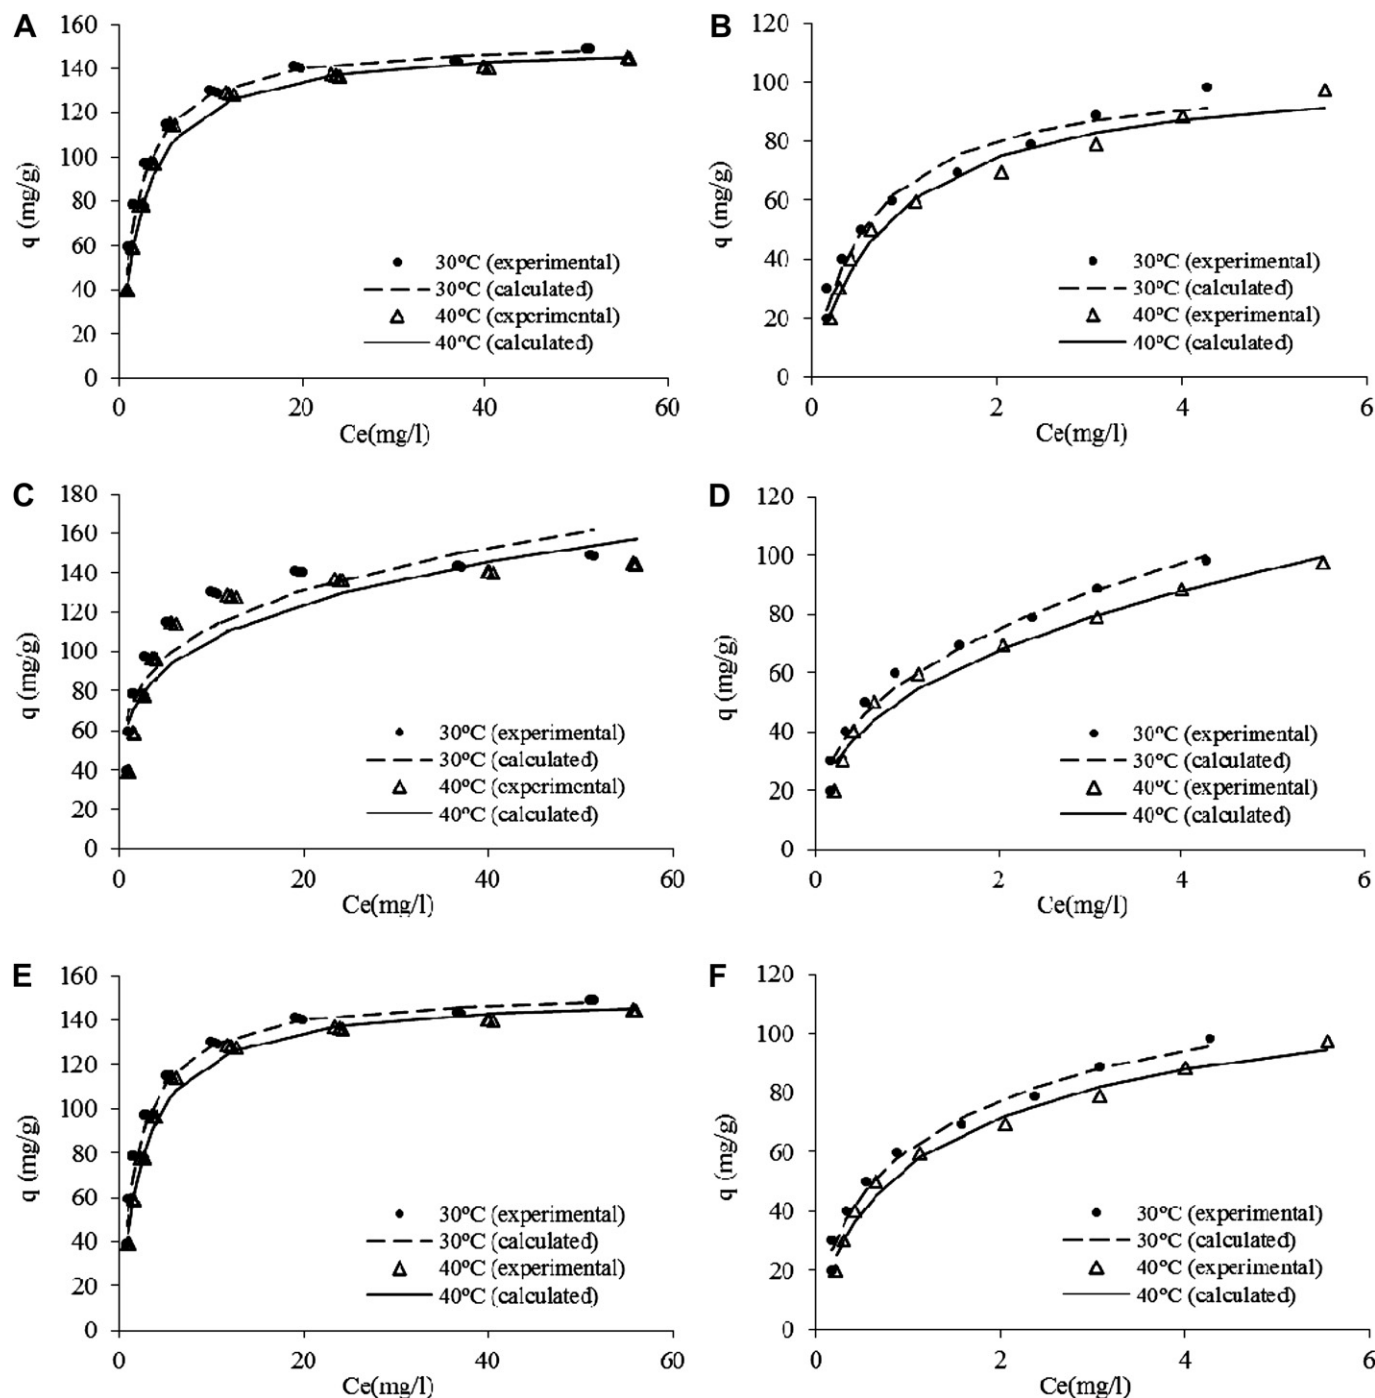 A
160
140
120
100
80
60
40
20
0
q (mg/g)
30ºC (experimental)
30ºC (calculated)
40ºC (experimental)
40ºC (calculated)
0 20 40 60
Ce(mg/l)
B
120
100
80
60
40
20
0
q (mg/g)
30ºC (experimental)
30ºC (calculated)
40ºC (experimental)
40ºC (calculated)
0 2 4 6
Ce(mg/l)
C
180
160
140
120
100
80
60
40
20
0
q (mg/g)
30ºC (experimental)
30ºC (calculated)
40ºC (experimental)
40ºC (calculated)
0 20 40 60
Ce(mg/l)
D
120
100
80
60
40
20
0
q (mg/g)
30ºC (experimental)
30ºC (calculated)
40ºC (experimental)
40ºC (calculated)
0 2 4 6
Ce(mg/l)
E
160
140
120
100
80
60
40
20
0
q (mg/g)
30ºC (experimental)
30ºC (calculated)
40ºC (experimental)
40ºC (calculated)
0 20 40 60
Ce(mg/l)
F
120
100
80
60
40
20
0
q (mg/g)
30ºC (experimental)
30ºC (calculated)
40ºC (experimental)
40ºC (calculated)
0 2 4 6
Ce(mg/l)